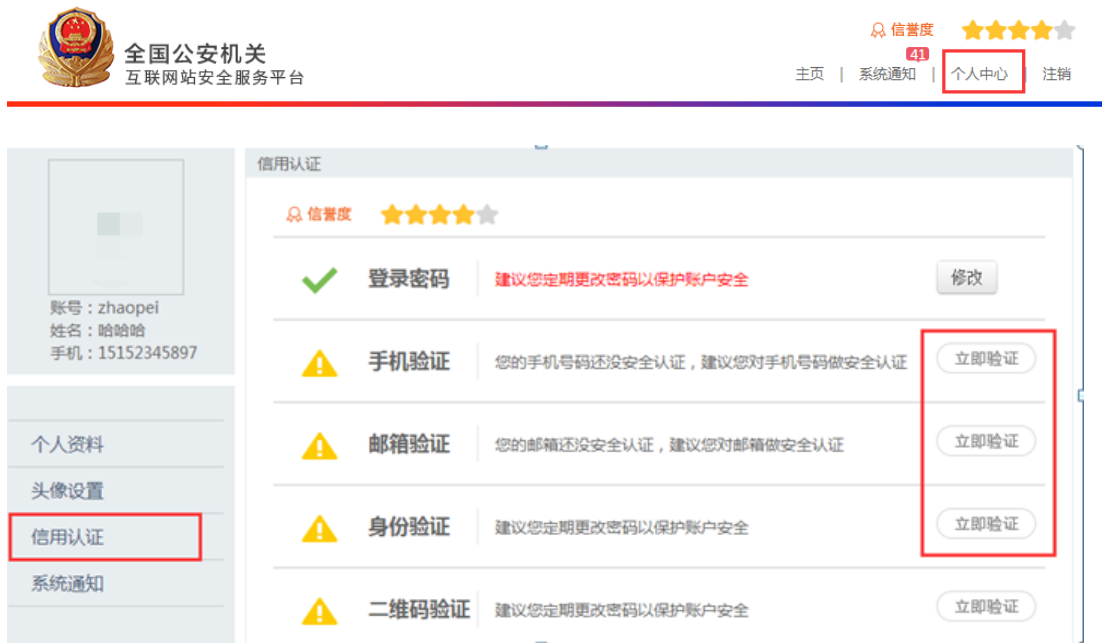 全国公安机关
互联网站安全服务平台
信誉度
41
主页 | 系统通知 | 个人中心 | 注销
账号：zhaopei
姓名：哈哈哈
手机：15152345897
个人资料
头像设置
信用认证
系统通知
信用认证
信誉度
登录密码 建议您定期更改密码以保护账户安全 修改
手机验证 您的手机号码还没安全认证，建议您对手机号码做安全认证 立即验证
邮箱验证 您的邮箱还没安全认证，建议您对邮箱做安全认证 立即验证
身份验证 建议您定期更改密码以保护账户安全 立即验证
二维码验证 建议您定期更改密码以保护账户安全 立即验证